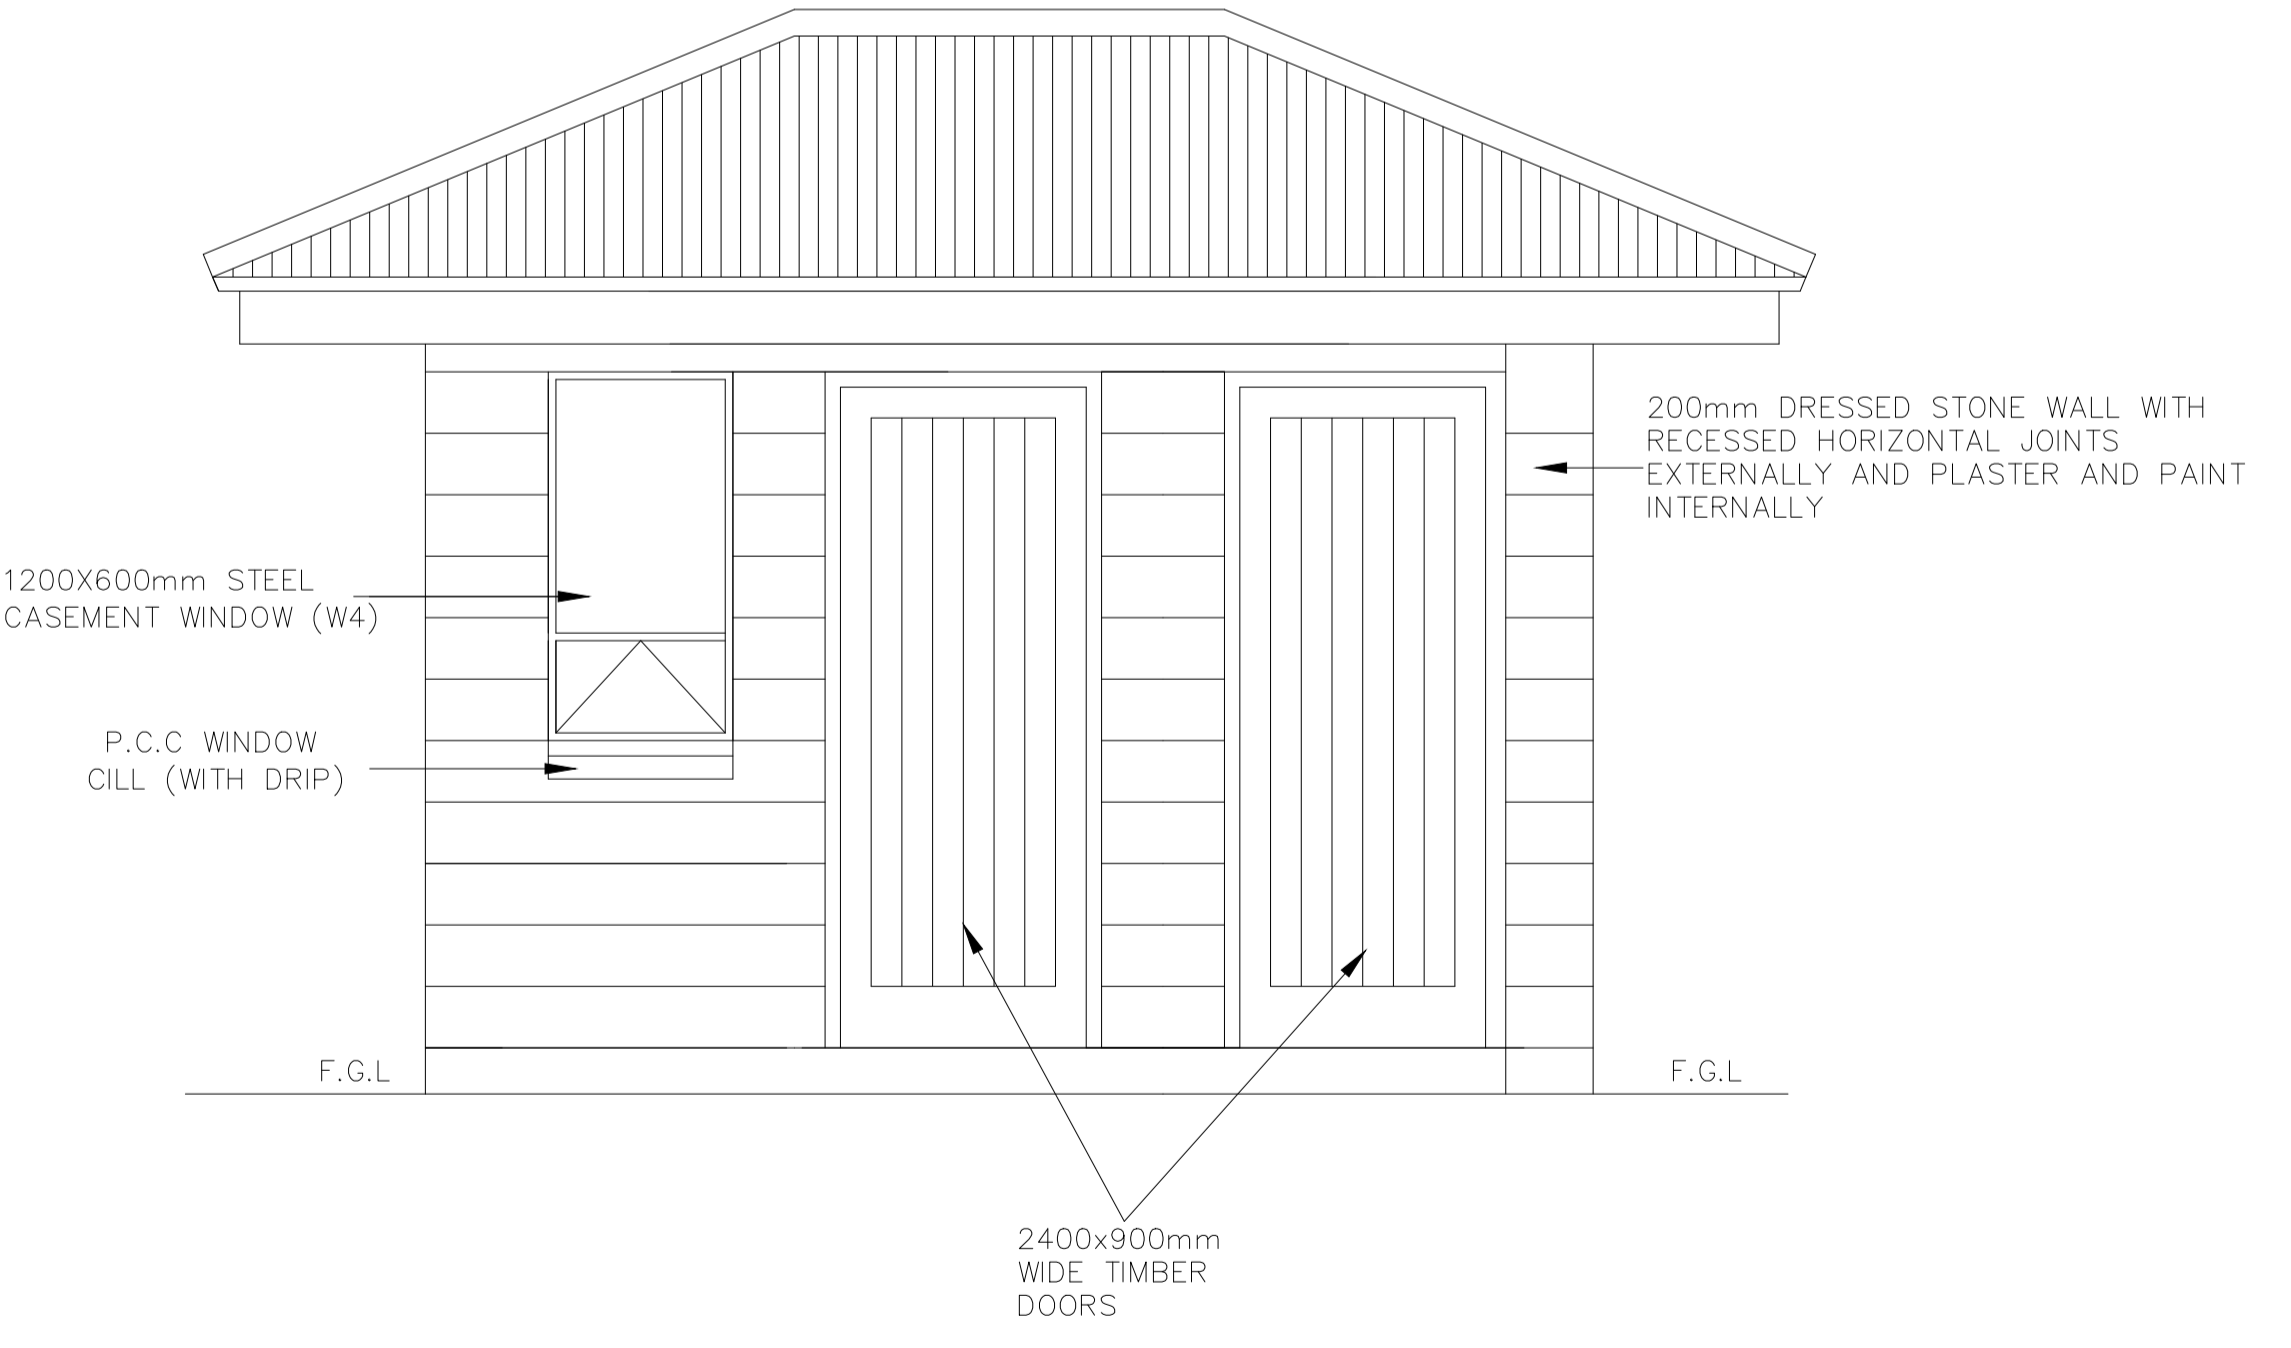 200mm DRESSED STONE WALL WITH
RECESSED HORIZONTAL JOINTS
EXTERNALLY AND PLASTER AND PAINT
INTERNALLY
1200X600mm STEEL
CASEMENT WINDOW (W4)
P.C.C WINDOW
CILL (WITH DRIP)
F.G.L
F.G.L
2400x900mm
WIDE TIMBER
DOORS